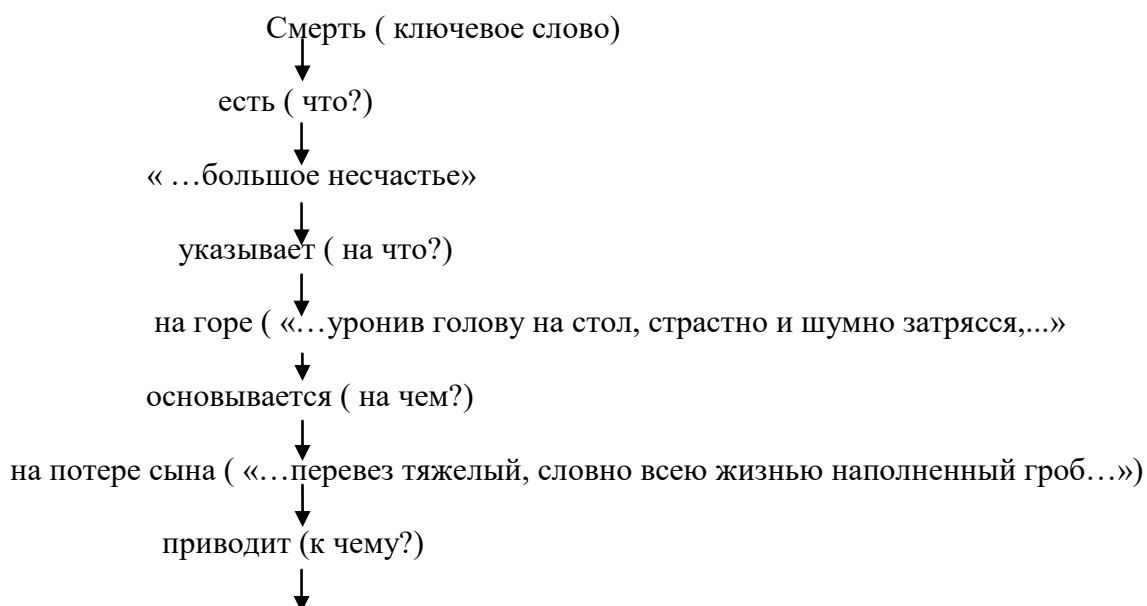 Смерть ( ключевое слово)
есть ( что?)
« …большое несчастье»
указывает ( на что?)
на горе ( «…уронив голову на стол, страстно и шумно затрясся,...»
основывается ( на чем?)
на потере сына ( «…перевез тяжелый, словно всею жизнью наполненный гроб…»)
приводит (к чему?)